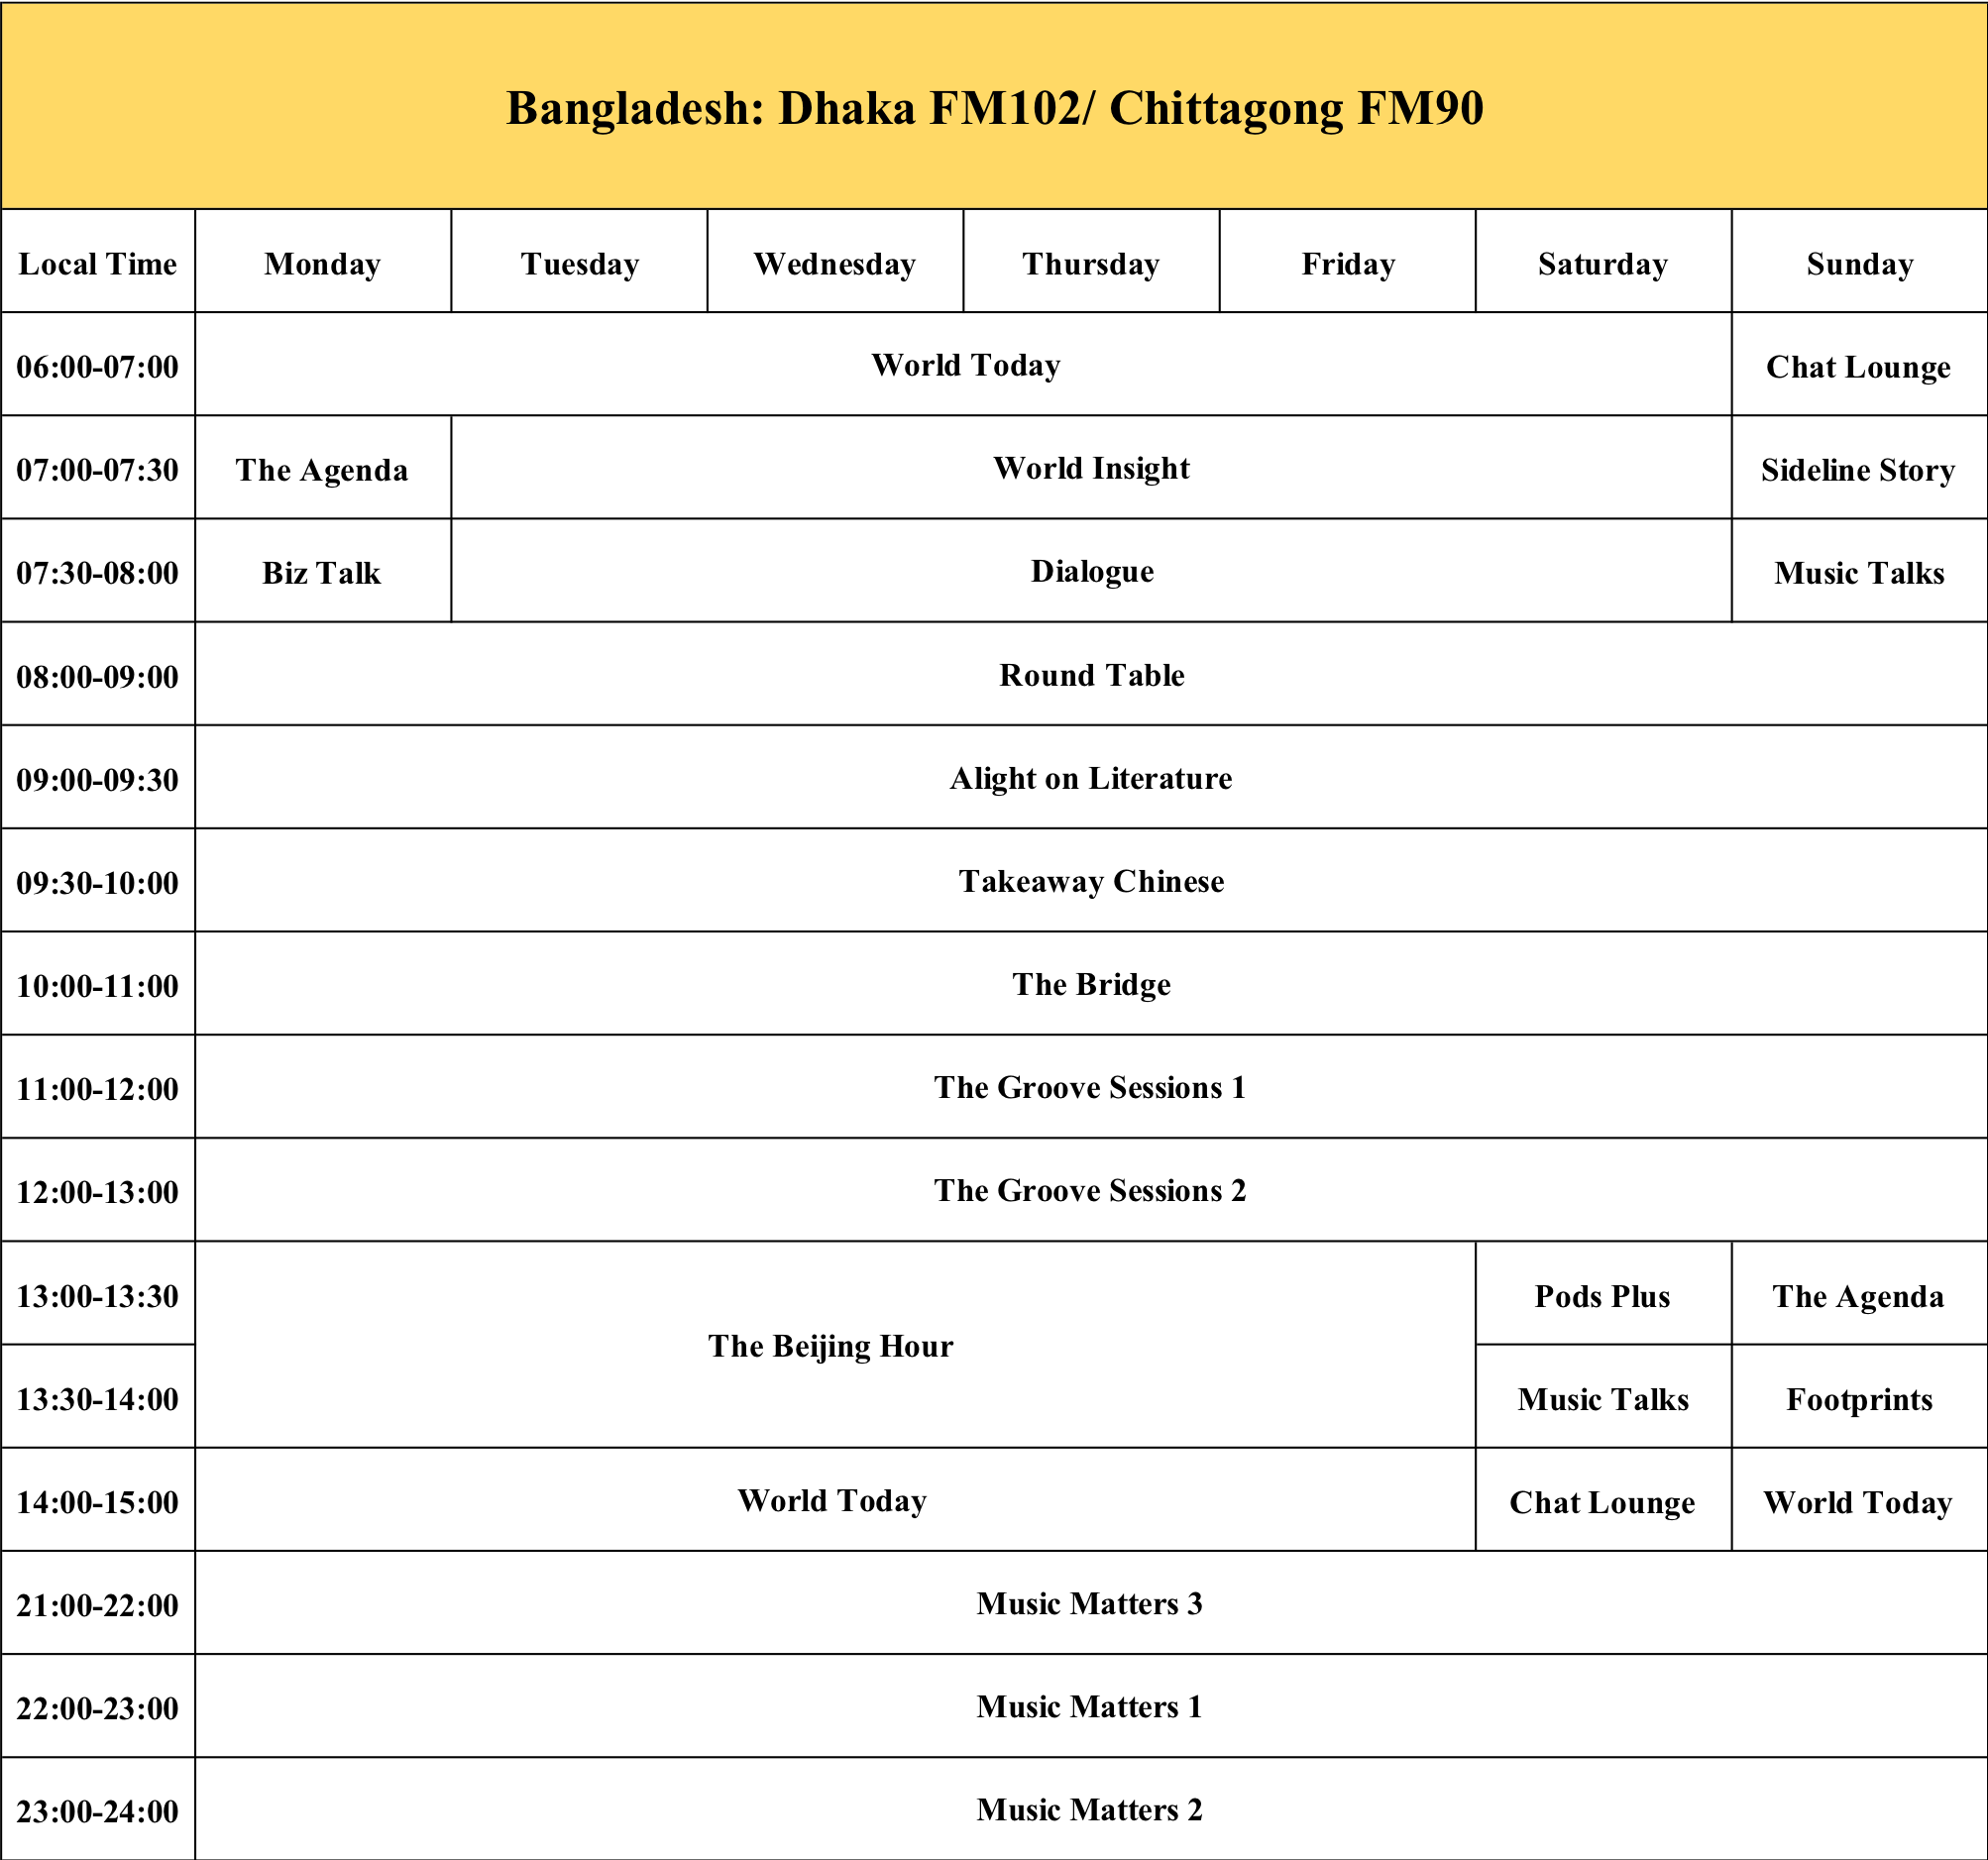 Bangladesh: Dhaka FM102/ Chittagong FM90
Local Time Monday Tuesday Wednesday Thursday Friday Saturday Sunday
06:00-07:00 World Today Chat Lounge
07:00-07:30 The Agenda World Insight Sideline Story
07:30-08:00 Biz Talk Dialogue Music Talks
08:00-09:00 Round Table
09:00-09:30 Alight on Literature
09:30-10:00 Takeaway Chinese
10:00-11:00 The Bridge
11:00-12:00 The Groove Sessions 1
12:00-13:00 The Groove Sessions 2
13:00-13:30 Pods Plus The Agenda
The Beijing Hour
13:30-14:00 Music Talks Footprints
14:00-15:00 World Today Chat Lounge World Today
21:00-22:00 Music Matters 3
22:00-23:00 Music Matters 1
23:00-24:00 Music Matters 2